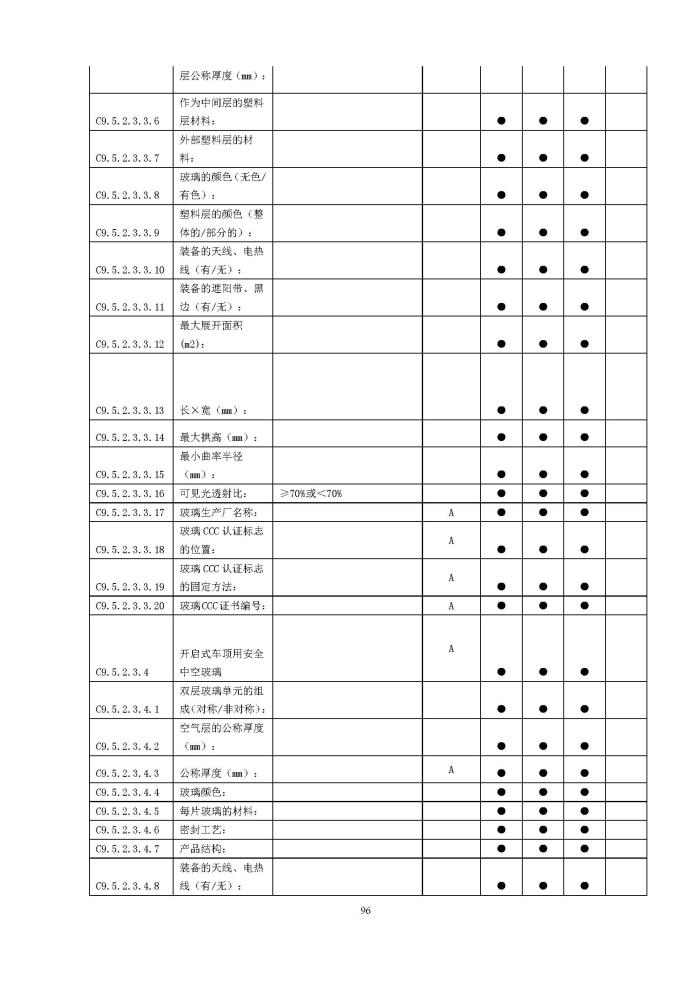 层公称厚度（mm）：
作为中间层的塑料
C9.5.2.3.3.6 层材料： ● ● ●
外部塑料层的材
C9.5.2.3.3.7 料： ● ● ●
玻璃的颜色（无色/
C9.5.2.3.3.8 有色）： ● ● ●
塑料层的颜色（整
C9.5.2.3.3.9 体的/部分的）： ● ● ●
装备的天线、电热
C9.5.2.3.3.10 线（有/无）： ● ● ●
装备的遮阳带、黑
C9.5.2.3.3.11 边（有/无）： ● ● ●
最大展开面积
C9.5.2.3.3.12 (m2)： ● ● ●
C9.5.2.3.3.13 长×宽（mm）： ● ● ●
C9.5.2.3.3.14 最大拱高（mm）： ● ● ●
最小曲率半径
C9.5.2.3.3.15 （mm）： ● ● ●
C9.5.2.3.3.16 可见光透射比： ≥70%或＜70% ● ● ●
C9.5.2.3.3.17 玻璃生产厂名称： A ● ● ●
玻璃 CCC 认证标志
C9.5.2.3.3.18 的位置： A ● ● ●
玻璃 CCC 认证标志
C9.5.2.3.3.19 的固定方法： A ● ● ●
C9.5.2.3.3.20 玻璃CCC证书编号： A ● ● ●
开启式车顶用安全
C9.5.2.3.4 中空玻璃 A ● ● ●
双层玻璃单元的组
C9.5.2.3.4.1 成(对称/非对称)： ● ● ●
空气层的公称厚度
C9.5.2.3.4.2 （mm）： ● ● ●
C9.5.2.3.4.3 公称厚度（mm）： A ● ● ●
C9.5.2.3.4.4 玻璃颜色： ● ● ●
C9.5.2.3.4.5 每片玻璃的材料： ● ● ●
C9.5.2.3.4.6 密封工艺： ● ● ●
C9.5.2.3.4.7 产品结构： ● ● ●
装备的天线、电热
C9.5.2.3.4.8 线（有/无）： ● ● ●
96